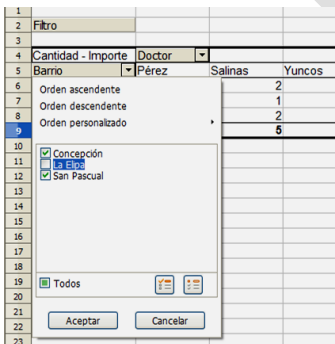 1
2 Filtro
3
4 Cantidad - Importe Doctor
5 Barrio Pérez Salinas Yuncos
6 2
Orden ascendente
7 1
Orden descendente
8 2
Orden personalizado
9 5
10
Concepción
11
La Elipa
12
San Pascual
13
14
15
16
17
18
19
Todos
20
21
Aceptar Cancelar
22
23